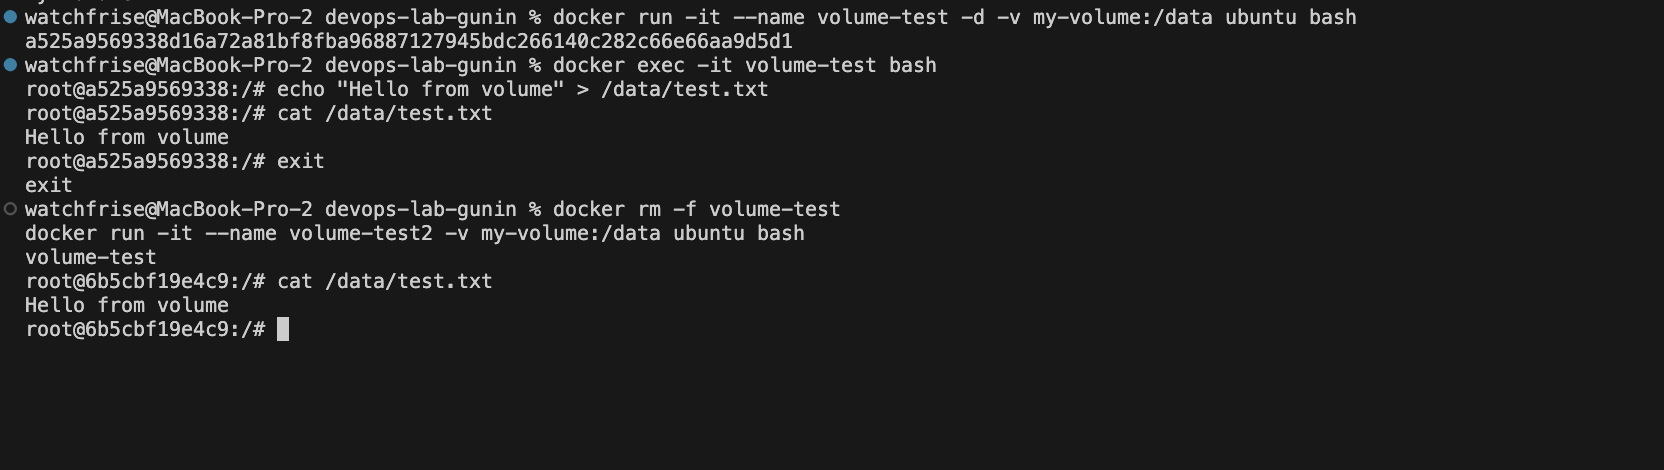 watchfrise@MacBook-Pro-2 devops-lab-gunin % docker run -it --name volume-test -d -v my-volume:/data ubuntu bash
a525a9569338d16a72a81bf8fba96887127945bdc266140c282c66e66aa9d5d1
watchfrise@MacBook-Pro-2 devops-lab-gunin % docker exec -it volume-test bash
root@a525a9569338:/# echo "Hello from volume" > /data/test.txt
root@a525a9569338:/# cat /data/test.txt
Hello from volume
root@a525a9569338:/# exit
exit
watchfrise@MacBook-Pro-2 devops-lab-gunin % docker rm -f volume-test
docker run -it --name volume-test2 -v my-volume:/data ubuntu bash
volume-test
root@6b5cbf19e4c9:/# cat /data/test.txt
Hello from volume
root@6b5cbf19e4c9:/#